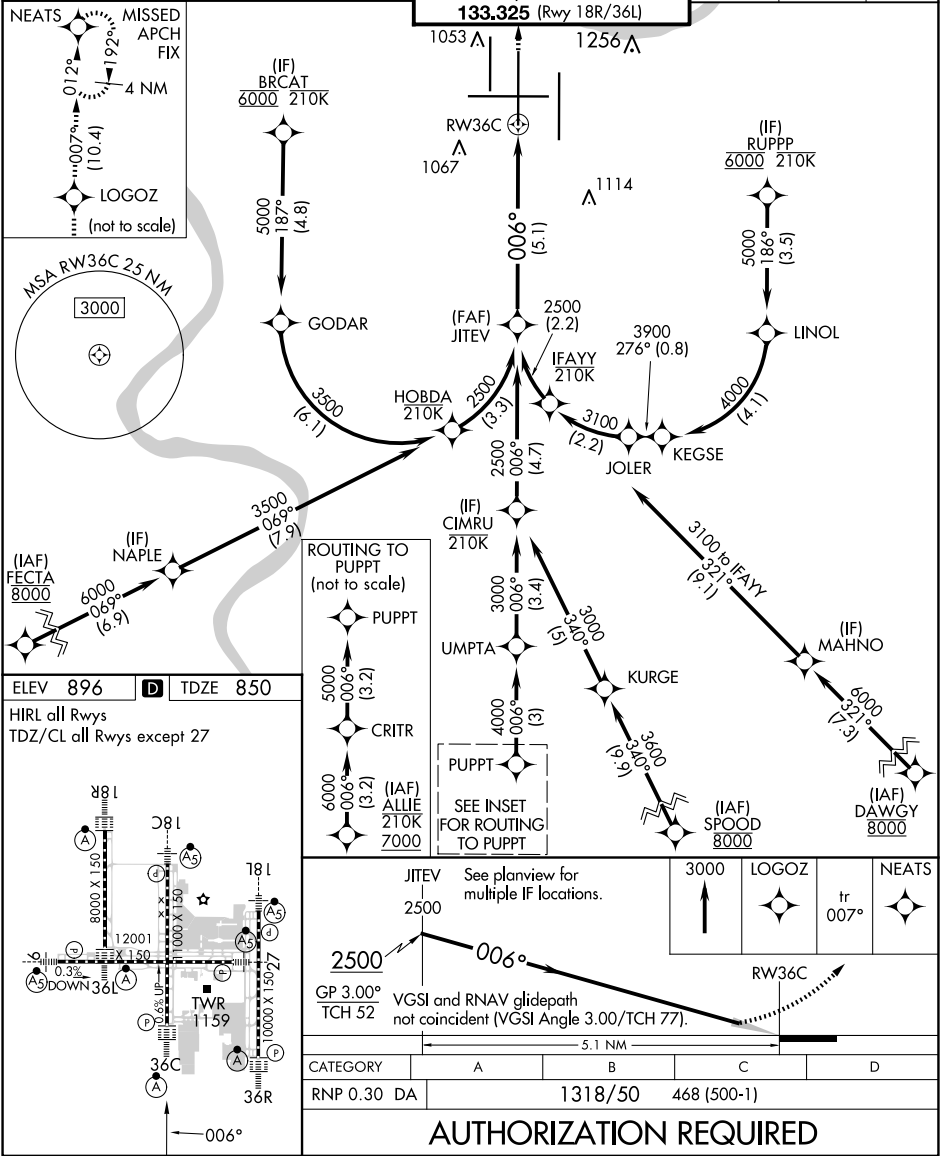 133.325 (Rwy 18R/36L)
NEATS
MISSED
APCH
FIX
012°
192°
4 NM
007°
(10.4)
LOGOZ
(not to scale)
MSA RW36C 25 NM
3000
(IF)
BRCAT
6000 210K
5000
187°
(4.8)
GODAR
3500
(6.1)
1053
1256
RW36C
1067
1114
006°
(5.1)
(IF)
RUPPP
6000 210K
5000
186°
(3.5)
LINOL
4000
(4.1)
(FAF)
JITEV
2500
(2.2)
3900
276° (0.8)
IFAYY
210K
3100
(2.2)
JOLER
KEGSE
HOBDA
210K
2500
(3.3)
2500
006°
(4.7)
(IF)
CIMRU
210K
3500
069°
(7.9)
(IF)
NAPLE
(IAF)
FECTA
8000
6000
069°
(6.9)
ROUTING TO
PUPPT
(not to scale)
PUPPT
5000
006°
(3.2)
CRITR
6000
006°
(3.2)
(IAF)
ALLIE
210K
7000
3000
006°
(3.4)
UMPTA
4000
006°
(3)
PUPPT
SEE INSET
FOR ROUTING
TO PUPPT
3000
340°
(5)
KURGE
3600
340°
(9.9)
(IAF)
SPOOD
8000
3100 to IFAYY
321°
(9.1)
(IF)
MAHNO
6000
321°
(7.3)
(IAF)
DAWGY
8000
ELEV 896
D
TDZE 850
HIRL all Rwys
TDZ/CL all Rwys except 27
18R
18C
18L
A
A5
P
8000 X 150
11000 X 150
X
X
A5
P
A5
12001
X 150
9
P
A5
0.3%
DOWN
A
36L
P
27
0.6% UP
TWR
1159
10000 X 150
P
A
P
36C
A
36R
006°
JITEV
2500
See planview for
multiple IF locations.
3000
LOGOZ
tr
007°
NEATS
2500
006°
RW36C
GP 3.00°
TCH 52
VGSI and RNAV glidepath
not coincident (VGSI Angle 3.00/TCH 77).
5.1 NM
CATEGORY A B C D
RNP 0.30 DA 1318/50 468 (500-1)
AUTHORIZATION REQUIRED